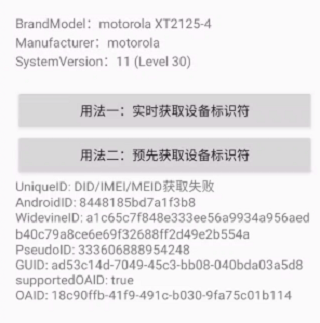 BrandModel: motorola XT2125-4
Manufacturer: motorola
SystemVersion: 11 (Level 30)
用法一：实时获取设备标识符
用法二：预先获取设备标识符
UniqueID: DID/IMEI/MEID获取失败
AndroidID: 8448185bd7a1f3b8
WidevineID: a1c65c7f848e333ee56a9934a956aed
b40c79a8ce6e69f32688ff2d49e2b554a
PseudoID: 333606888954248
GUID: ad53c14d-7049-45c3-bb08-040bda03a5d8
supportedOAID: true
OAID: 18c90ffb-41f9-491c-b030-9fa75c01b114